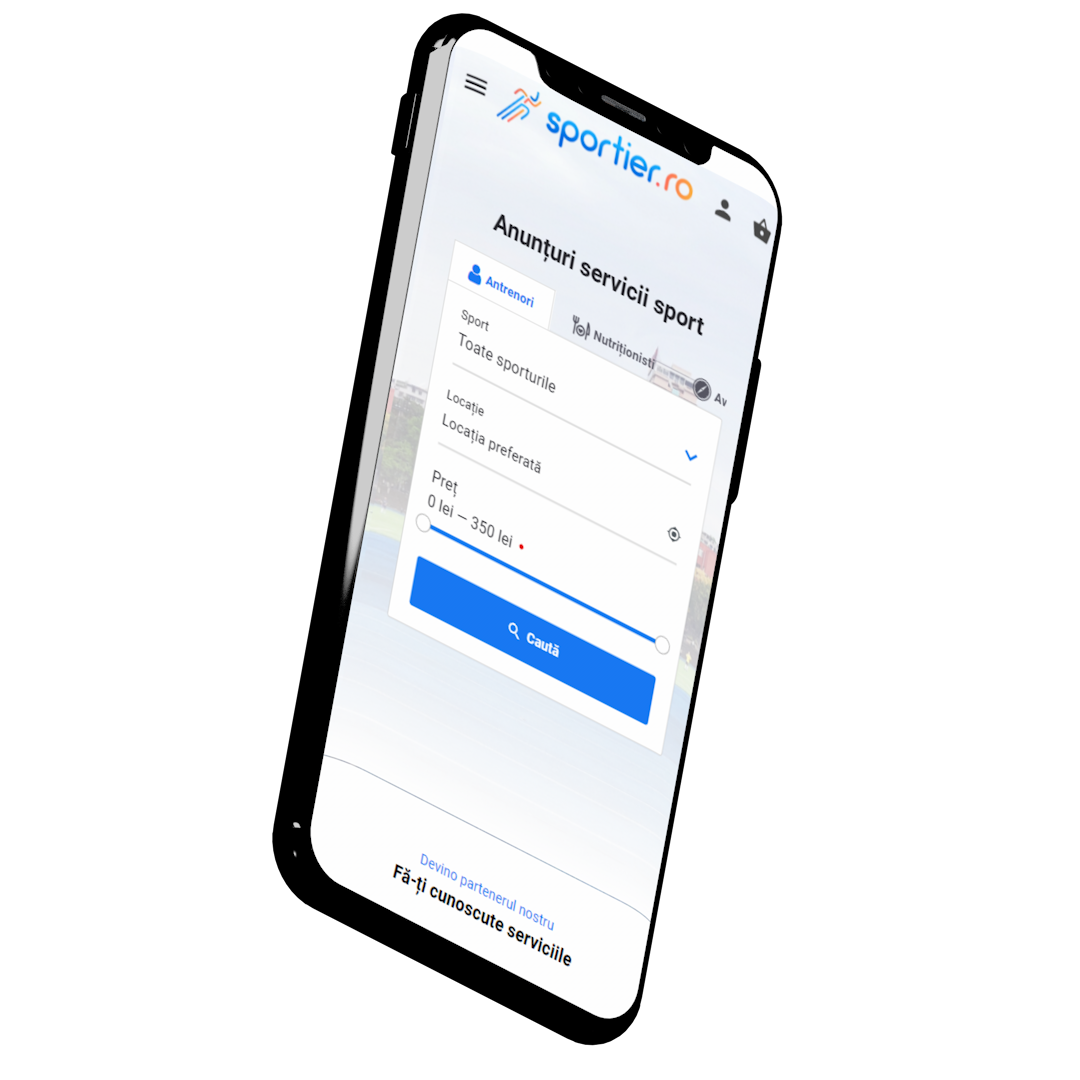 sportier.ro
Anunțuri servicii sport
Antrenori
Nutriționisti
Av
Sport
Toate sporturile
Locație
Locația preferată
Preț
0 lei – 350 lei
Caută
Devino partenerul nostru
Fă-ți cunoscute serviciile